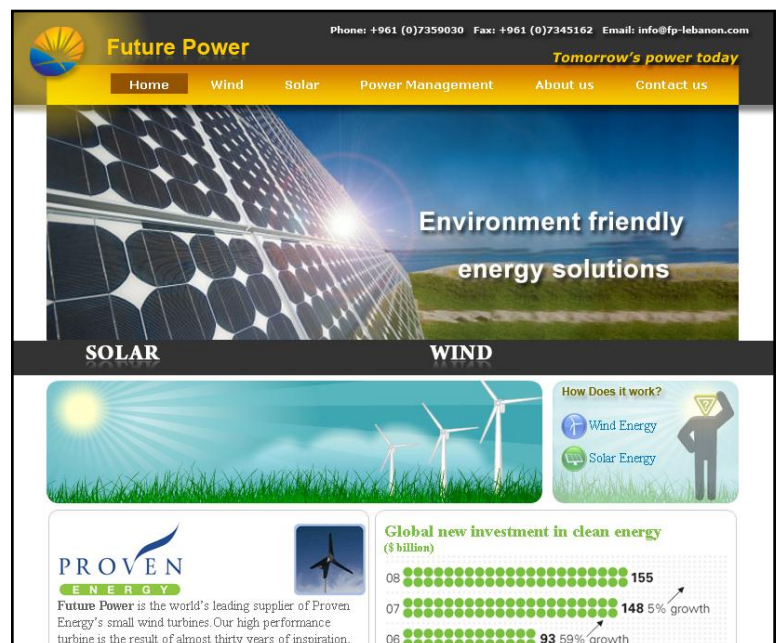 Phone: +961 (0)7359030 Fax: +961 (0)7345162 Email: info@fp-lebanon.com
Future Power
Tomorrow's power today
Home Wind Solar Power Management About us Contact us
Environment friendly
energy solutions
SOLAR WIND
How Does it work?
?
Wind Energy
Solar Energy
PROVEN
ENERGY
Future Power is the world's leading supplier of Proven
Energy's small wind turbines. Our high performance
turbine is the result of almost thirty years of inspiration,
Global new investment in clean energy
($ billion)
08 155
07 148 5% growth
06 93 59% growth